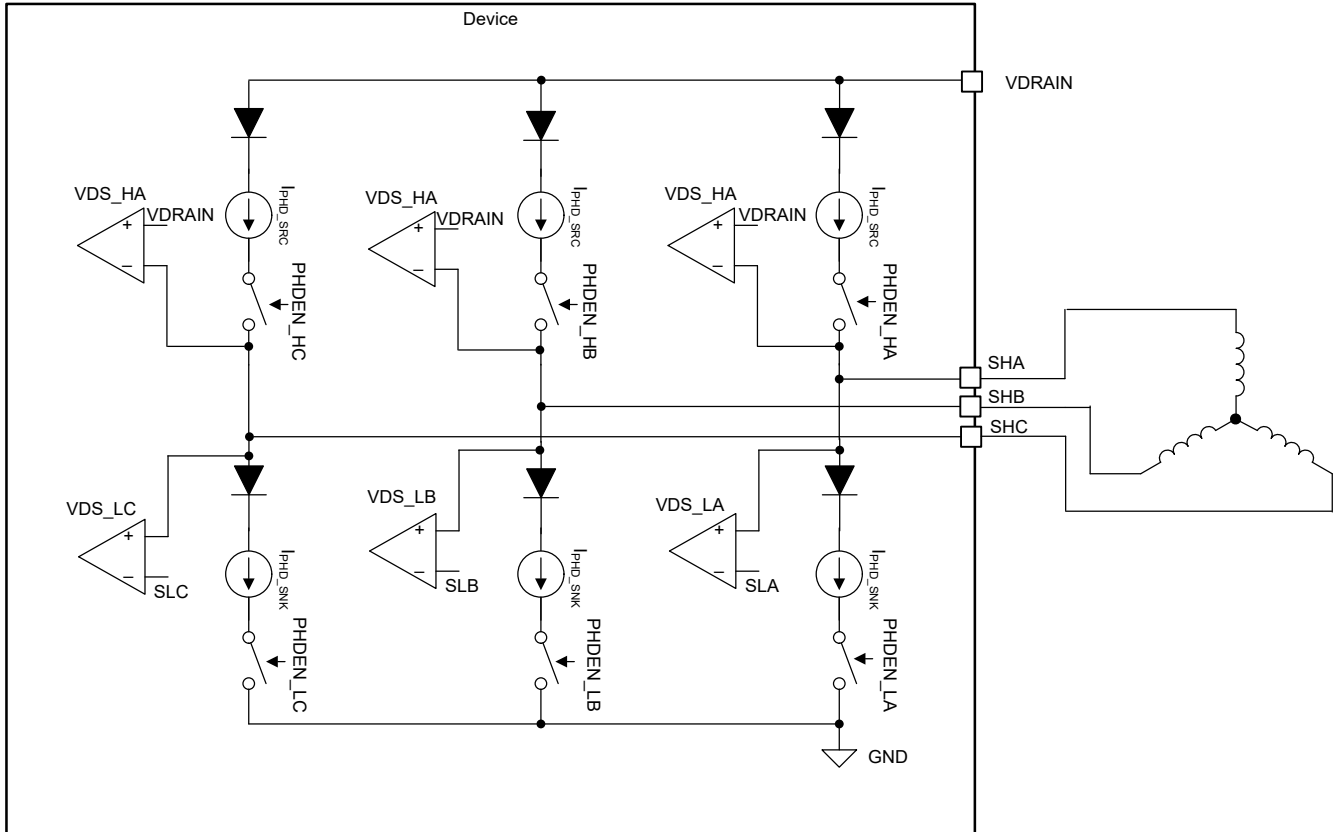 Device
VDRAIN
VDS_HA
VDRAIN
IPHD_SRC
PHDEN_HC
VDS_HA
VDRAIN
IPHD_SRC
PHDEN_HB
VDS_HA
VDRAIN
IPHD_SRC
PHDEN_HA
+
−
+
−
+
−
SHA
SHB
SHC
VDS_LC
+
−
SLC
IPHD_SNK
PHDEN_LC
VDS_LB
+
−
SLB
IPHD_SNK
PHDEN_LB
VDS_LA
+
−
SLA
IPHD_SNK
PHDEN_LA
GND